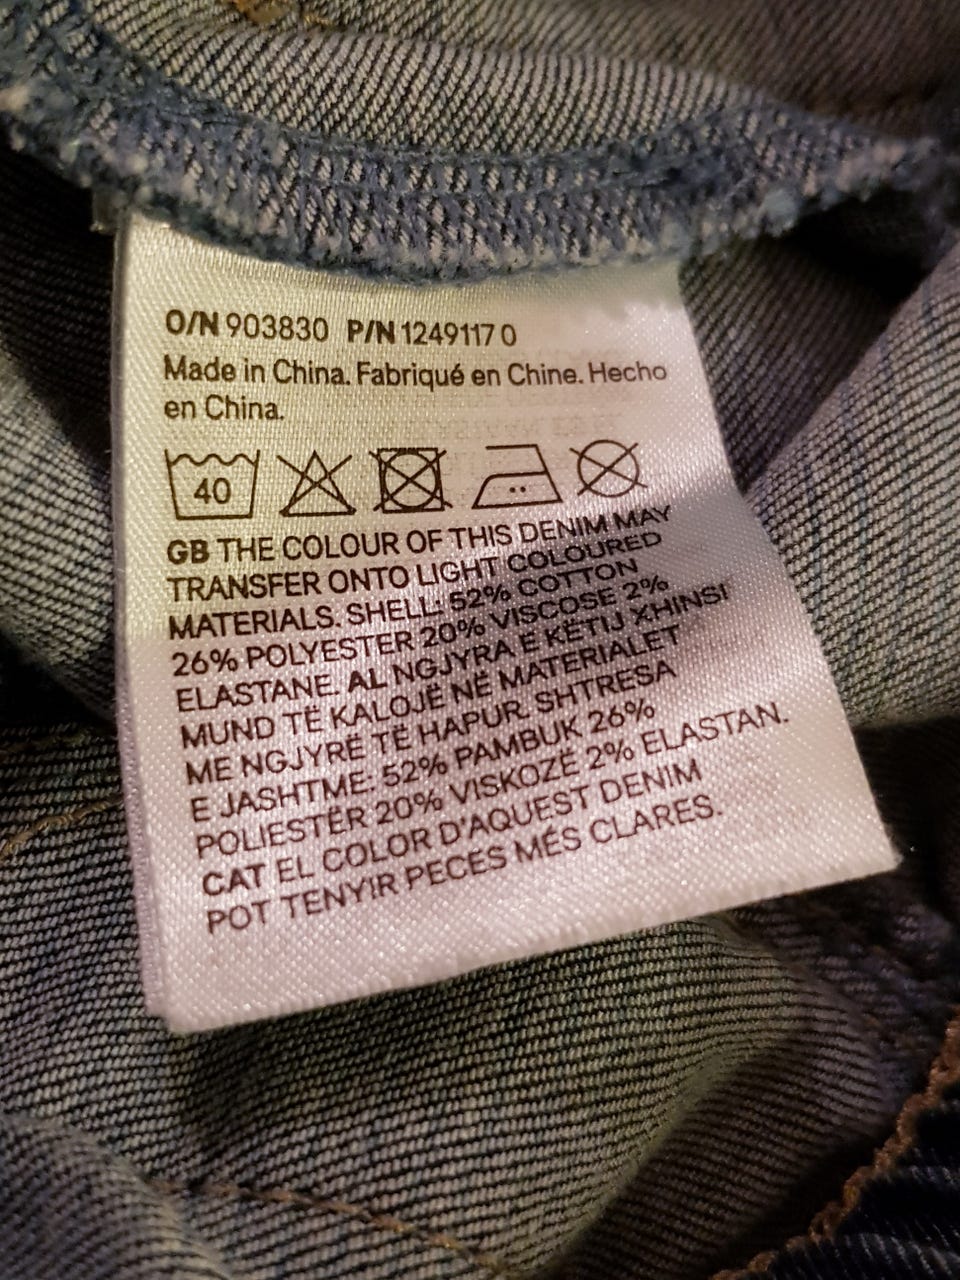 O/N 903830 P/N 1249117 0
Made in China. Fabriqué en Chine. Hecho
en China.
40
GB THE COLOUR OF THIS DENIM MAY
TRANSFER ONTO LIGHT COLOURED
MATERIALS. SHELL: 52% COTTON
26% POLYESTER 20% VISCOSE 2%
ELASTANE. AL NGJYRA E KËTIJ XHINSI
MUND TË KALOJË NË MATERIALET
ME NGJYRË TË HAPUR. SHTRESA
E JASHTME: 52% PAMBUK 26%
POLIESTËR 20% VISKOZË 2% ELASTAN.
CAT EL COLOR D'AQUEST DENIM
POT TENYIR PECES MÉS CLARES.